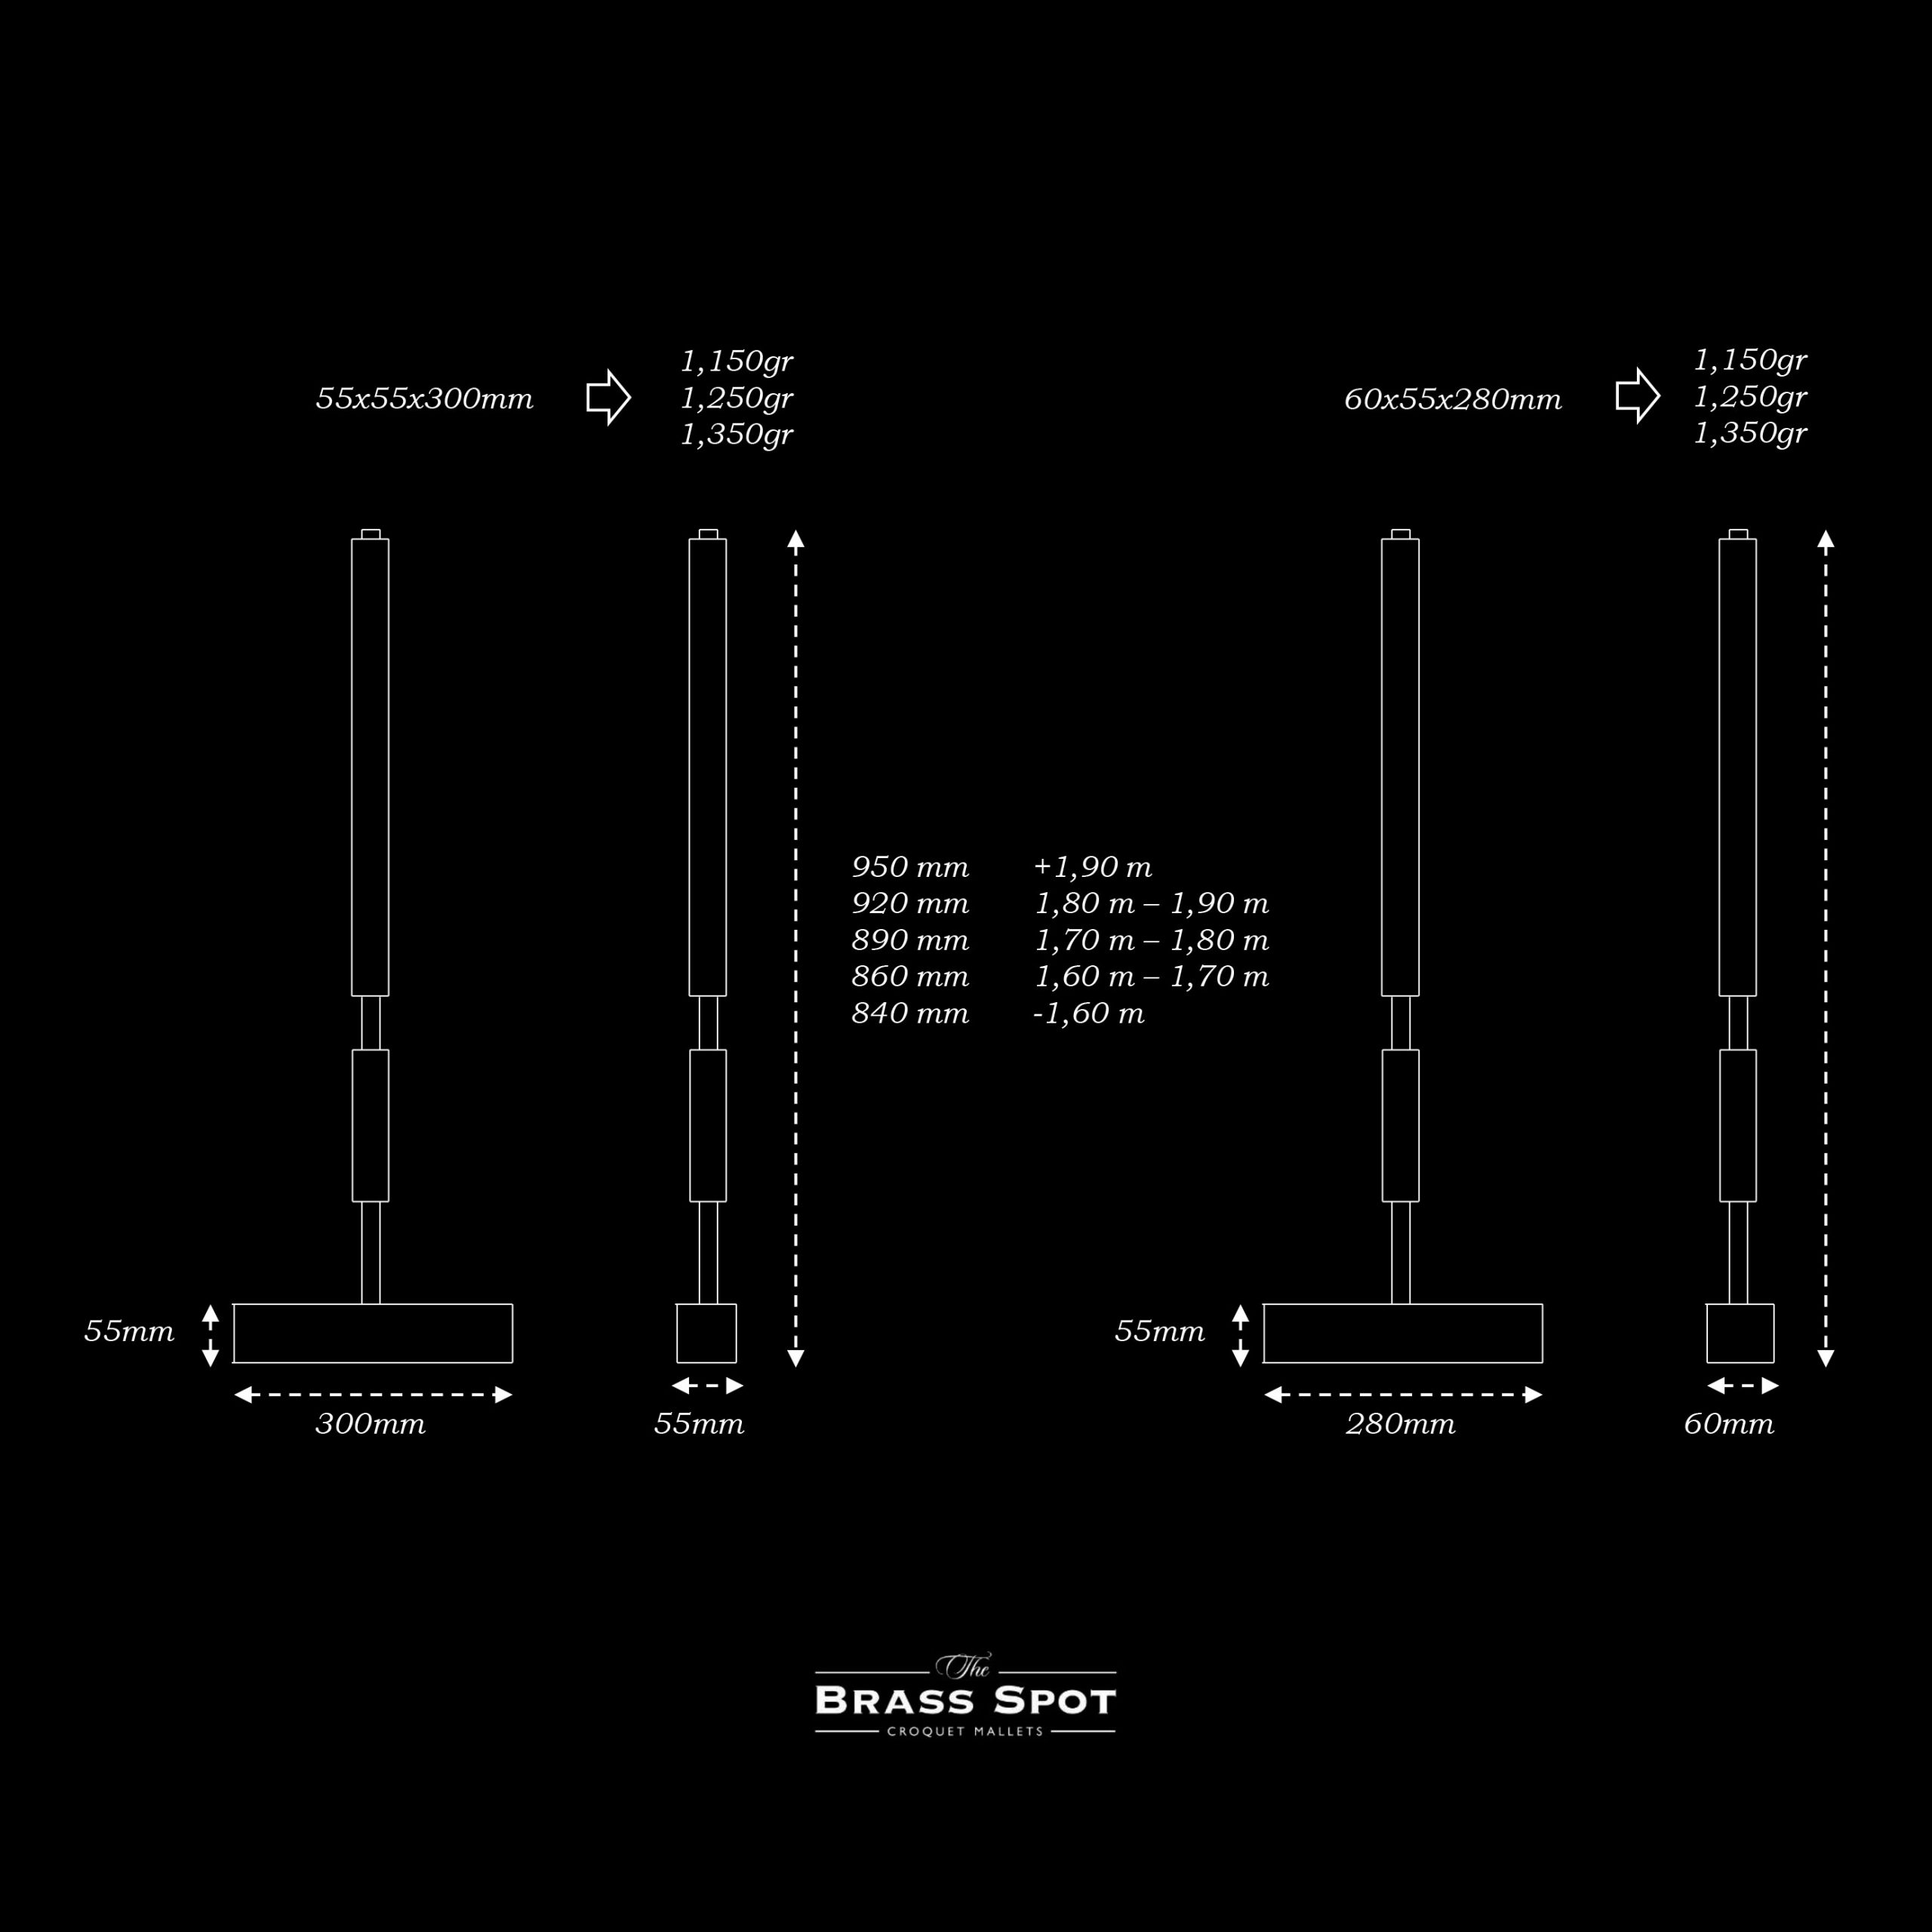 55x55x300mm
1,150gr
1,250gr
1,350gr
60x55x280mm
1,150gr
1,250gr
1,350gr
950 mm +1,90 m
920 mm 1,80 m – 1,90 m
890 mm 1,70 m – 1,80 m
860 mm 1,60 m – 1,70 m
840 mm -1,60 m
55mm
300mm
55mm
55mm
280mm
60mm
The
BRASS SPOT
CROQUET MALLETS